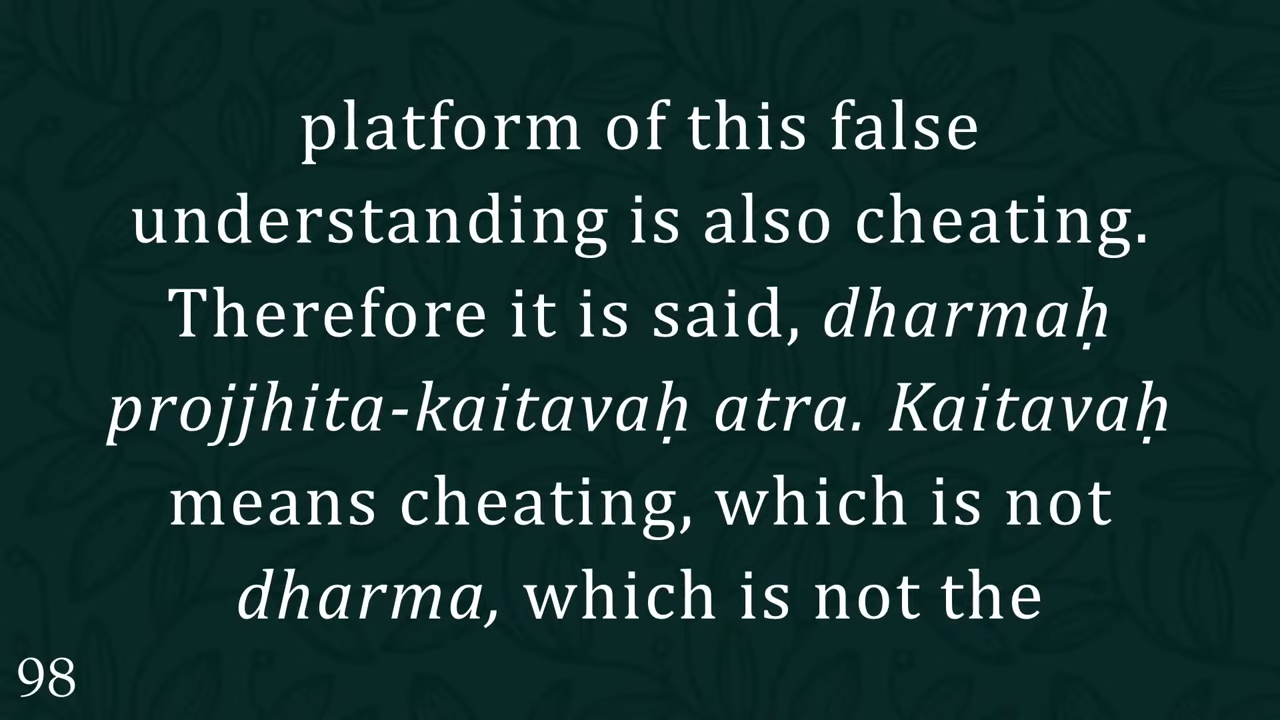 platform of this false
understanding is also cheating.
Therefore it is said, dharmaḥ
projjhita-kaitavaḥ atra. Kaitavaḥ
means cheating, which is not
dharma, which is not the
98